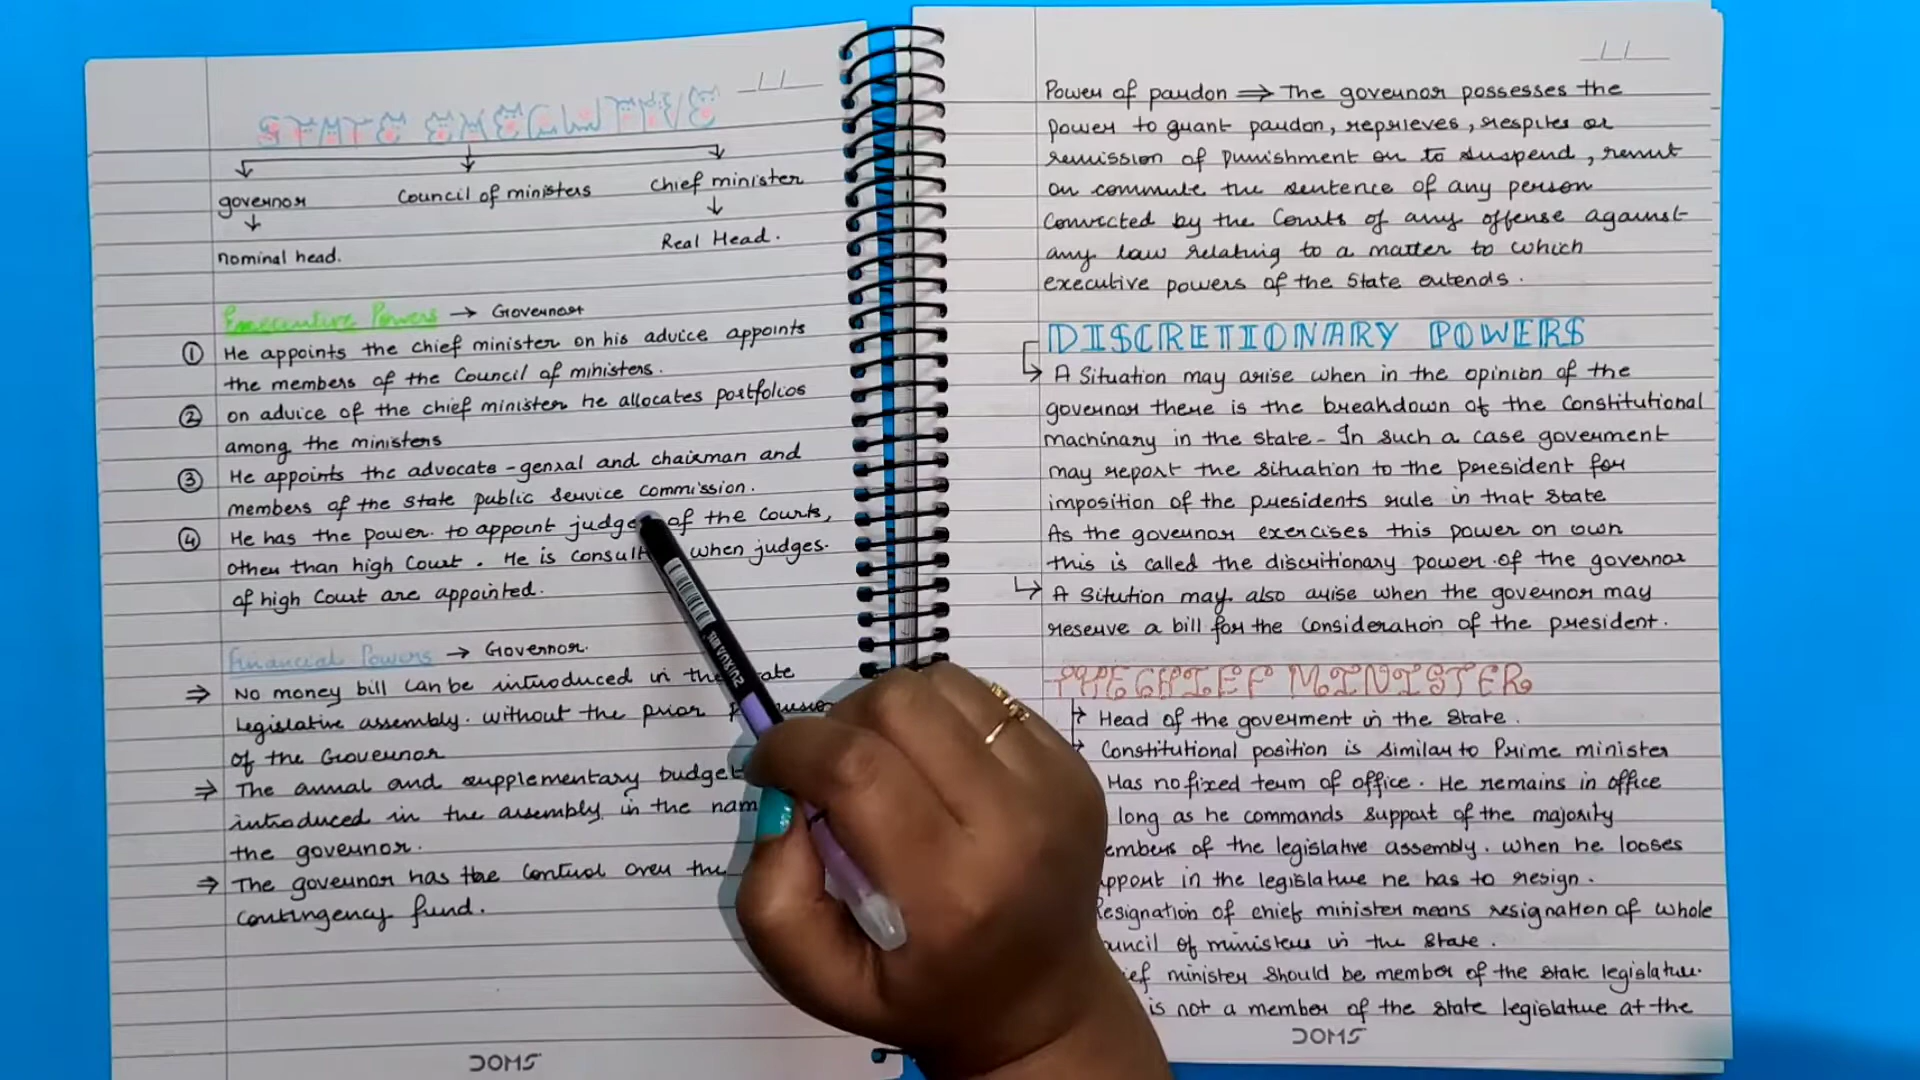 STATE EXECUTIVE
governor
Council of ministers
Chief minister
nominal head.
Real Head.
Executive Powers → Governor
① He appoints the chief minister on his advice appoints
the members of the Council of ministers.
② on advice of the chief minister he allocates portfolios
among the ministers
③ He appoints the advocate-genral and chairman and
members of the state public service commission.
④ He has the power to appoint judges of the Courts,
other than high Court. He is consult when judges.
of high Court are appointed.
Financial Powers → Governor.
⇒ No money bill can be introduced in the state
legislative assembly. without the prior
of the Governor
⇒ The annal and supplementary budget
introduced in the assembly in the nam
the governor.
⇒ The governor has the Control over the
contingency fund.
DOMS
Power of pardon ⇒ The governor possesses the
power to grant pardon, reprieves, respites or
remission of punishment or to suspend, remit
or commute the sentence of any person
Convicted by the Courts of any offense against
any law relating to a matter to which
executive powers of the State extends.
DISCRETIONARY POWERS
↳ A Situation may arise when in the opinion of the
governor there is the breakdown of the Constitutional
machinary in the state - In such a case goverment
may report the situation to the president for
imposition of the presidents rule in that state
As the governor exercises this power on own
this is called the discritionary power of the governor
↳ A Sitution may also arise when the governor may
reserve a bill for the Consideration of the president.
THE CHIEF MINISTER
Head of the goverment in the State.
Constitutional position is similar to Prime minister
Has no fixed term of office. He remains in office
long as he commands support of the majority
embers of the legislative assembly. when he looses
pport in the legislature he has to resign.
Resignation of chief minister means resignation of whole
ouncil of ministers in the State.
ief minister should be member of the state legislature.
is not a member of the state legislature at the
DOMS